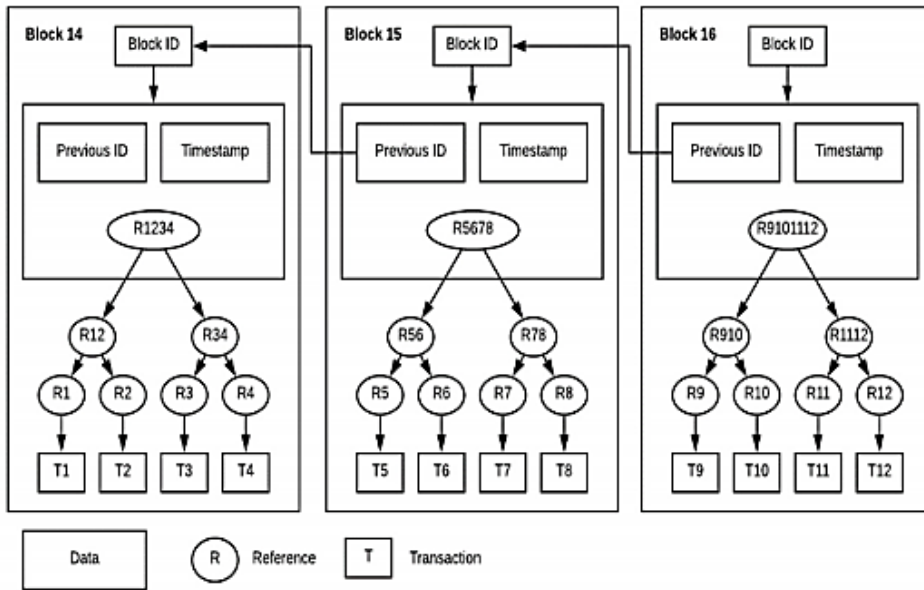 Block 14
Block ID
Previous ID
Timestamp
R1234
R12
R34
R1
R2
R3
R4
T1
T2
T3
T4
Block 15
Block ID
Previous ID
Timestamp
R5678
R56
R78
R5
R6
R7
R8
T5
T6
T7
T8
Block 16
Block ID
Previous ID
Timestamp
R9101112
R910
R1112
R9
R10
R11
R12
T9
T10
T11
T12
Data
R
Reference
T
Transaction